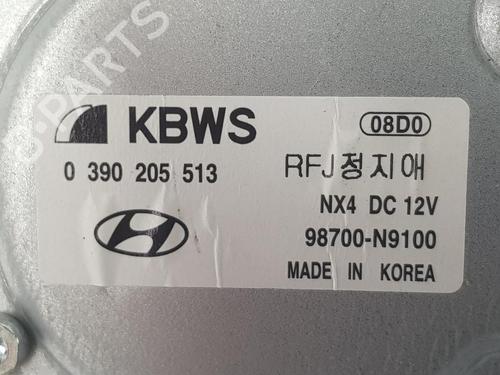 B-PARTS
KBWS
08D0
0 390 205 513
RFJ정지애
NX4 DC 12V
98700-N9100
MADE IN KOREA